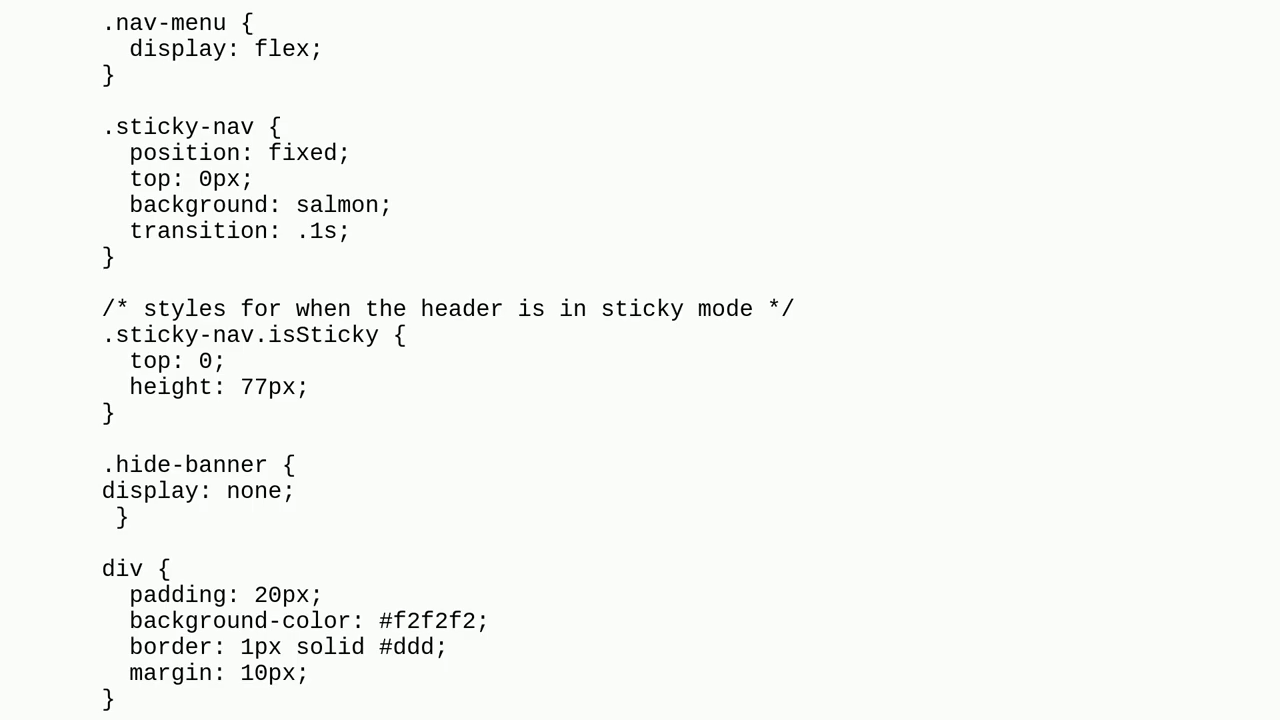 .nav-menu {
  display: flex;
}

.sticky-nav {
  position: fixed;
  top: 0px;
  background: salmon;
  transition: .1s;
}

/* styles for when the header is in sticky mode */
.sticky-nav.isSticky {
  top: 0;
  height: 77px;
}

.hide-banner {
display: none;
 }

div {
  padding: 20px;
  background-color: #f2f2f2;
  border: 1px solid #ddd;
  margin: 10px;
}